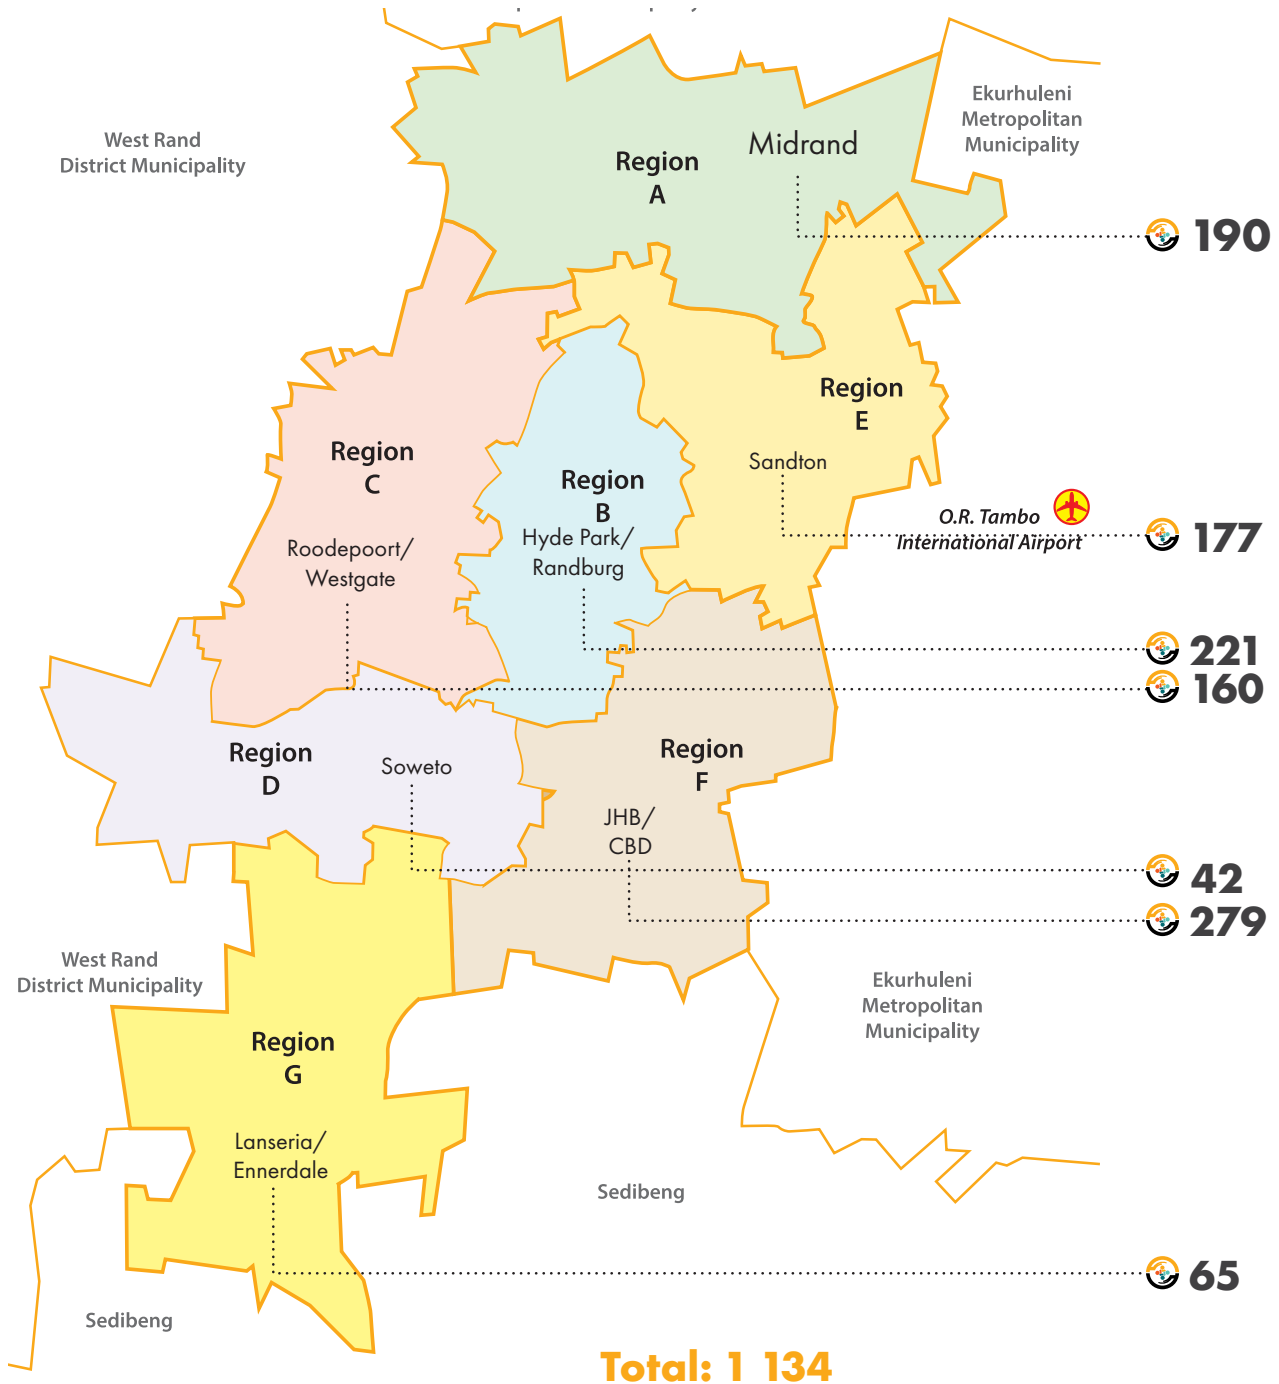 Ekurhuleni
Metropolitan
Municipality
West Rand
District Municipality
Midrand
Region
A
190
Region
E
Region
C
Sandton
Region
B
O.R. Tambo
International Airport
177
Hyde Park/
Randburg
Roodepoort/
Westgate
221
160
Region
D
Soweto
Region
F
JHB/
CBD
42
279
West Rand
District Municipality
Ekurhuleni
Metropolitan
Municipality
Region
G
Lanseria/
Ennerdale
Sedibeng
65
Sedibeng
Total: 1 134